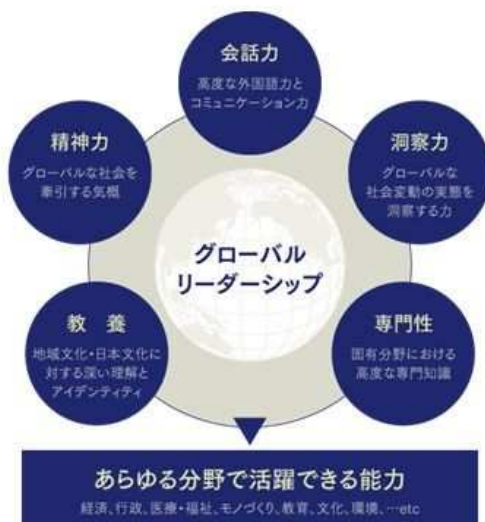 会話力
高度な外国語力と
コミュニケーション力
精神力
グローバルな社会を
牽引する気概
洞察力
グローバルな
社会変動の実態を
洞察する力
グローバル
リーダーシップ
教 養
地域文化・日本文化に
対する深い理解と
アイデンティティ
専門性
固有分野における
高度な専門知識
あらゆる分野で活躍できる能力
経済、行政、医療・福祉、モノづくり、教育、文化、環境、…etc